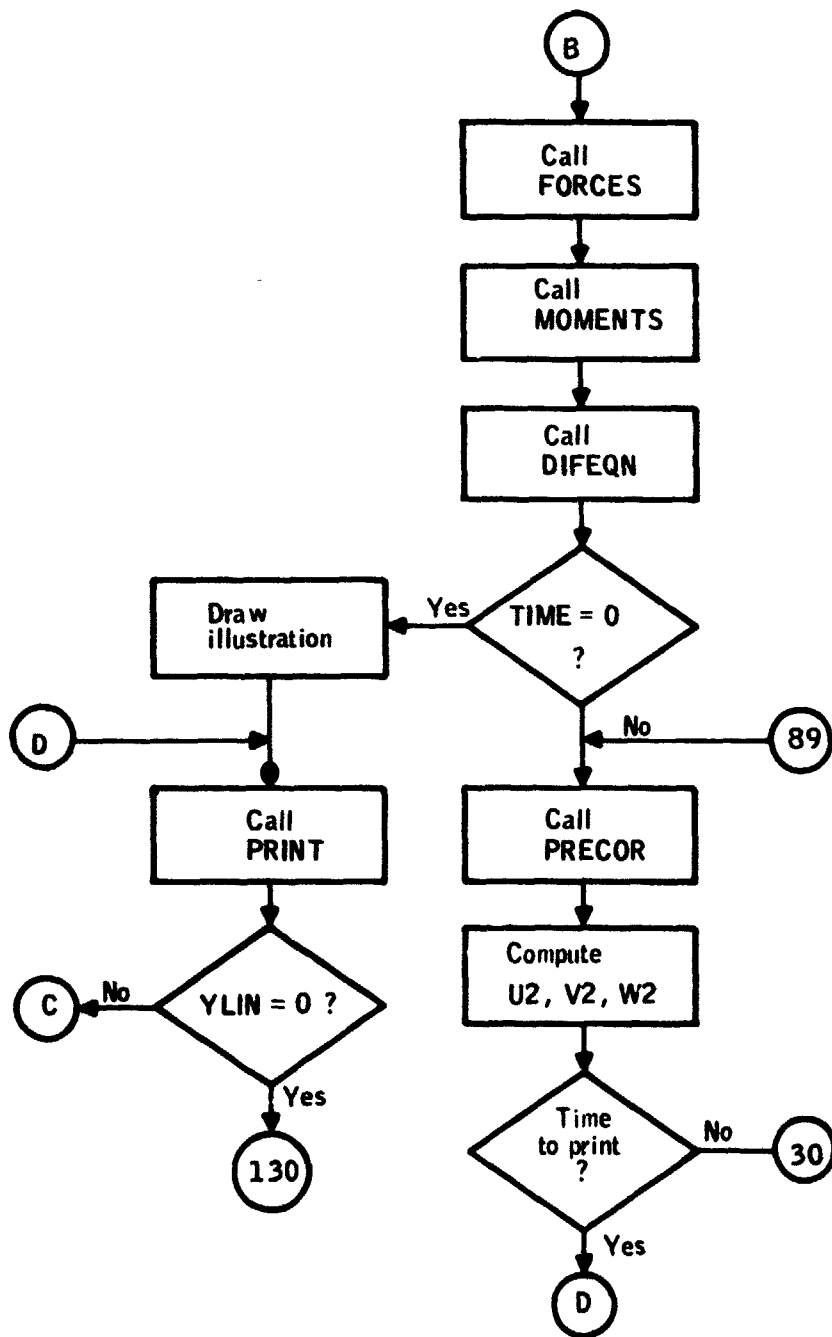 B
Call
FORCES
Call
MOMENTS
Call
DIFEQN
TIME = 0
?
Yes
Draw
illustration
D
No
89
Call
PRINT
Call
PRECOR
Compute
U2, V2, W2
YLIN = 0 ?
No
C
Yes
130
Time
to print
?
No
30
Yes
D